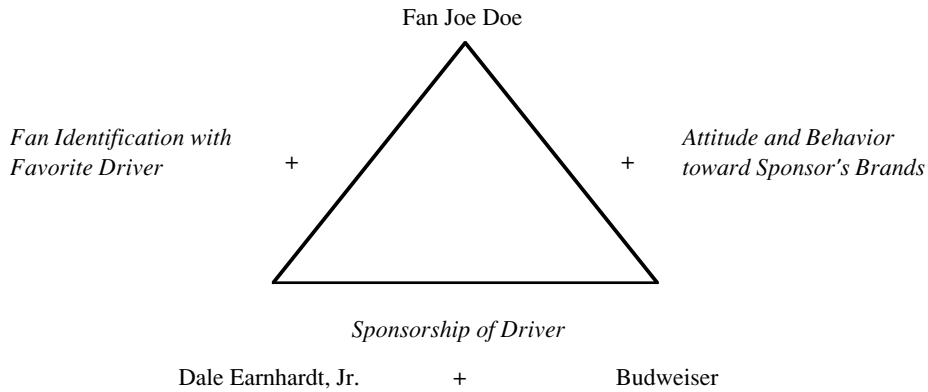 Fan Joe Doe
Fan Identification with
Favorite Driver
+
+
Attitude and Behavior
toward Sponsor's Brands
Sponsorship of Driver
Dale Earnhardt, Jr. + Budweiser